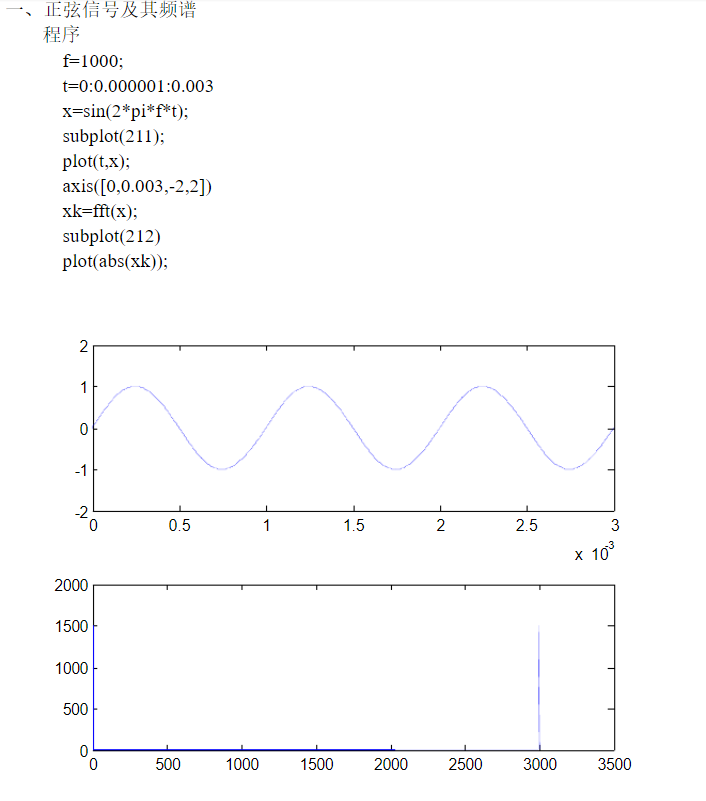 一、正弦信号及其频谱
程序
f=1000;
t=0:0.000001:0.003
x=sin(2*pi*f*t);
subplot(211);
plot(t,x);
axis([0,0.003,-2,2])
xk=fft(x);
subplot(212)
plot(abs(xk));
2
1
0
-1
-2
0 0.5 1 1.5 2 2.5 3
x 10-3
2000
1500
1000
500
0
0 500 1000 1500 2000 2500 3000 3500